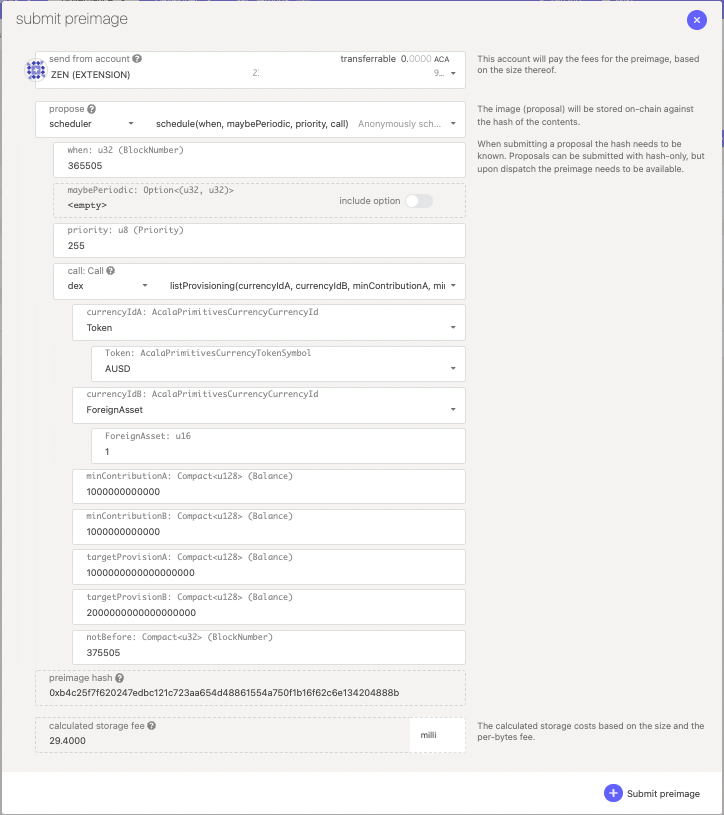 submit preimage
send from account
transferrable 0.0000 ACA
ZEN (EXTENSION)
2.
9...
This account will pay the fees for the preimage, based
on the size thereof.
propose
scheduler
schedule(when, maybePeriodic, priority, call) Anonymously sch...
The image (proposal) will be stored on-chain against
the hash of the contents.
When submitting a proposal the hash needs to be
known. Proposals can be submitted with hash-only, but
upon dispatch the preimage needs to be available.
when: u32 (BlockNumber)
365505
maybePeriodic: Option<(u32, u32)>
<empty>
include option
priority: u8 (Priority)
255
call: Call
dex
listProvisioning(currencyIdA, currencyIdB, minContributionA, mi
currencyIdA: AcalaPrimitivesCurrencyCurrencyId
Token
Token: AcalaPrimitivesCurrencyTokenSymbol
AUSD
currencyIdB: AcalaPrimitivesCurrencyCurrencyId
ForeignAsset
ForeignAsset: u16
1
minContributionA: Compact<u128> (Balance)
1000000000000
minContributionB: Compact<u128> (Balance)
1000000000000
targetProvisionA: Compact<u128> (Balance)
1000000000000000000
targetProvisionB: Compact<u128> (Balance)
2000000000000000000
notBefore: Compact<u32> (BlockNumber)
375505
preimage hash
0xb4c25f7f620247edbc121c723aa654d48861554a750f1b16f62c6e134204888b
calculated storage fee
29.4000
milli
The calculated storage costs based on the size and the
per-bytes fee.
Submit preimage